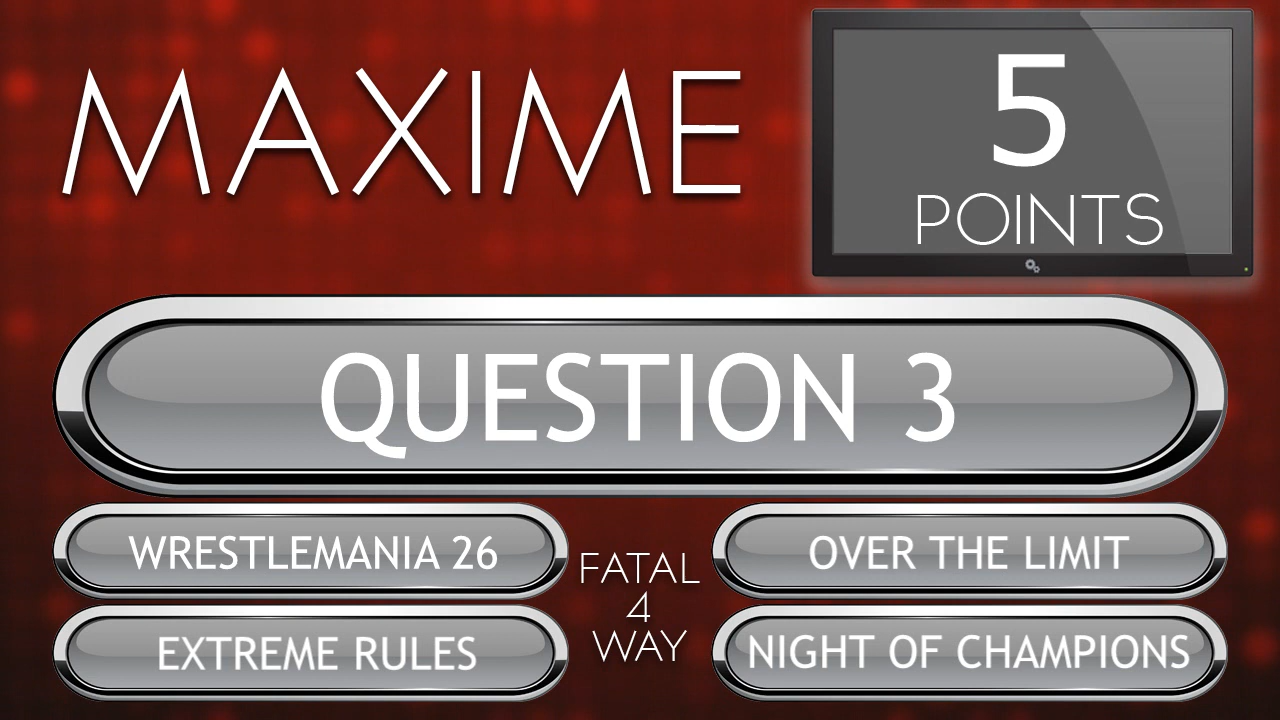 MAXIME
5
POINTS
QUESTION 3
WRESTLEMANIA 26
OVER THE LIMIT
FATAL
4
WAY
EXTREME RULES
NIGHT OF CHAMPIONS